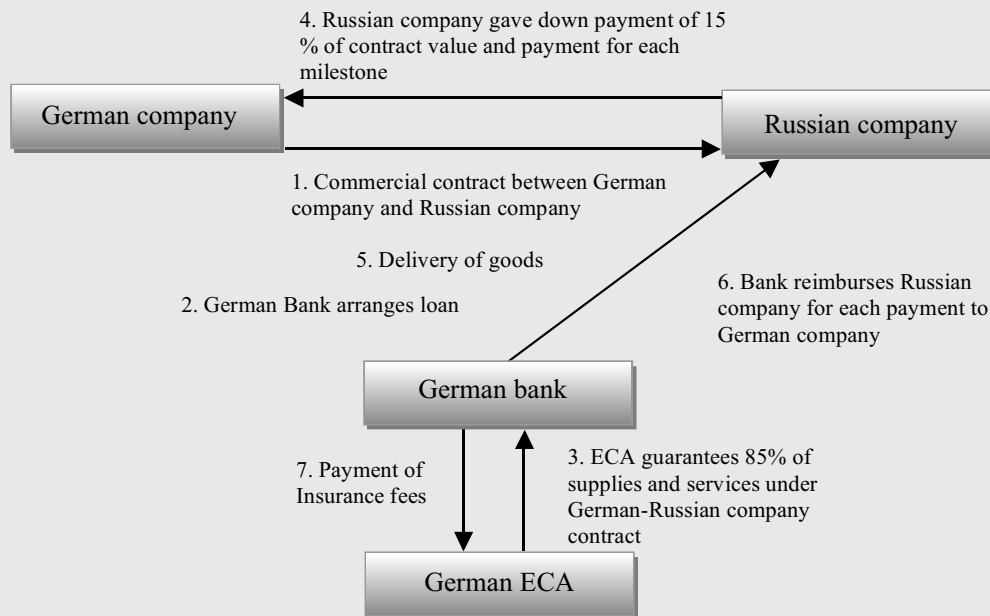 4. Russian company gave down payment of 15
% of contract value and payment for each
milestone
German company
Russian company
1. Commercial contract between German
company and Russian company
5. Delivery of goods
2. German Bank arranges loan
6. Bank reimburses Russian
company for each payment to
German company
German bank
7. Payment of
Insurance fees
3. ECA guarantees 85% of
supplies and services under
German-Russian company
contract
German ECA